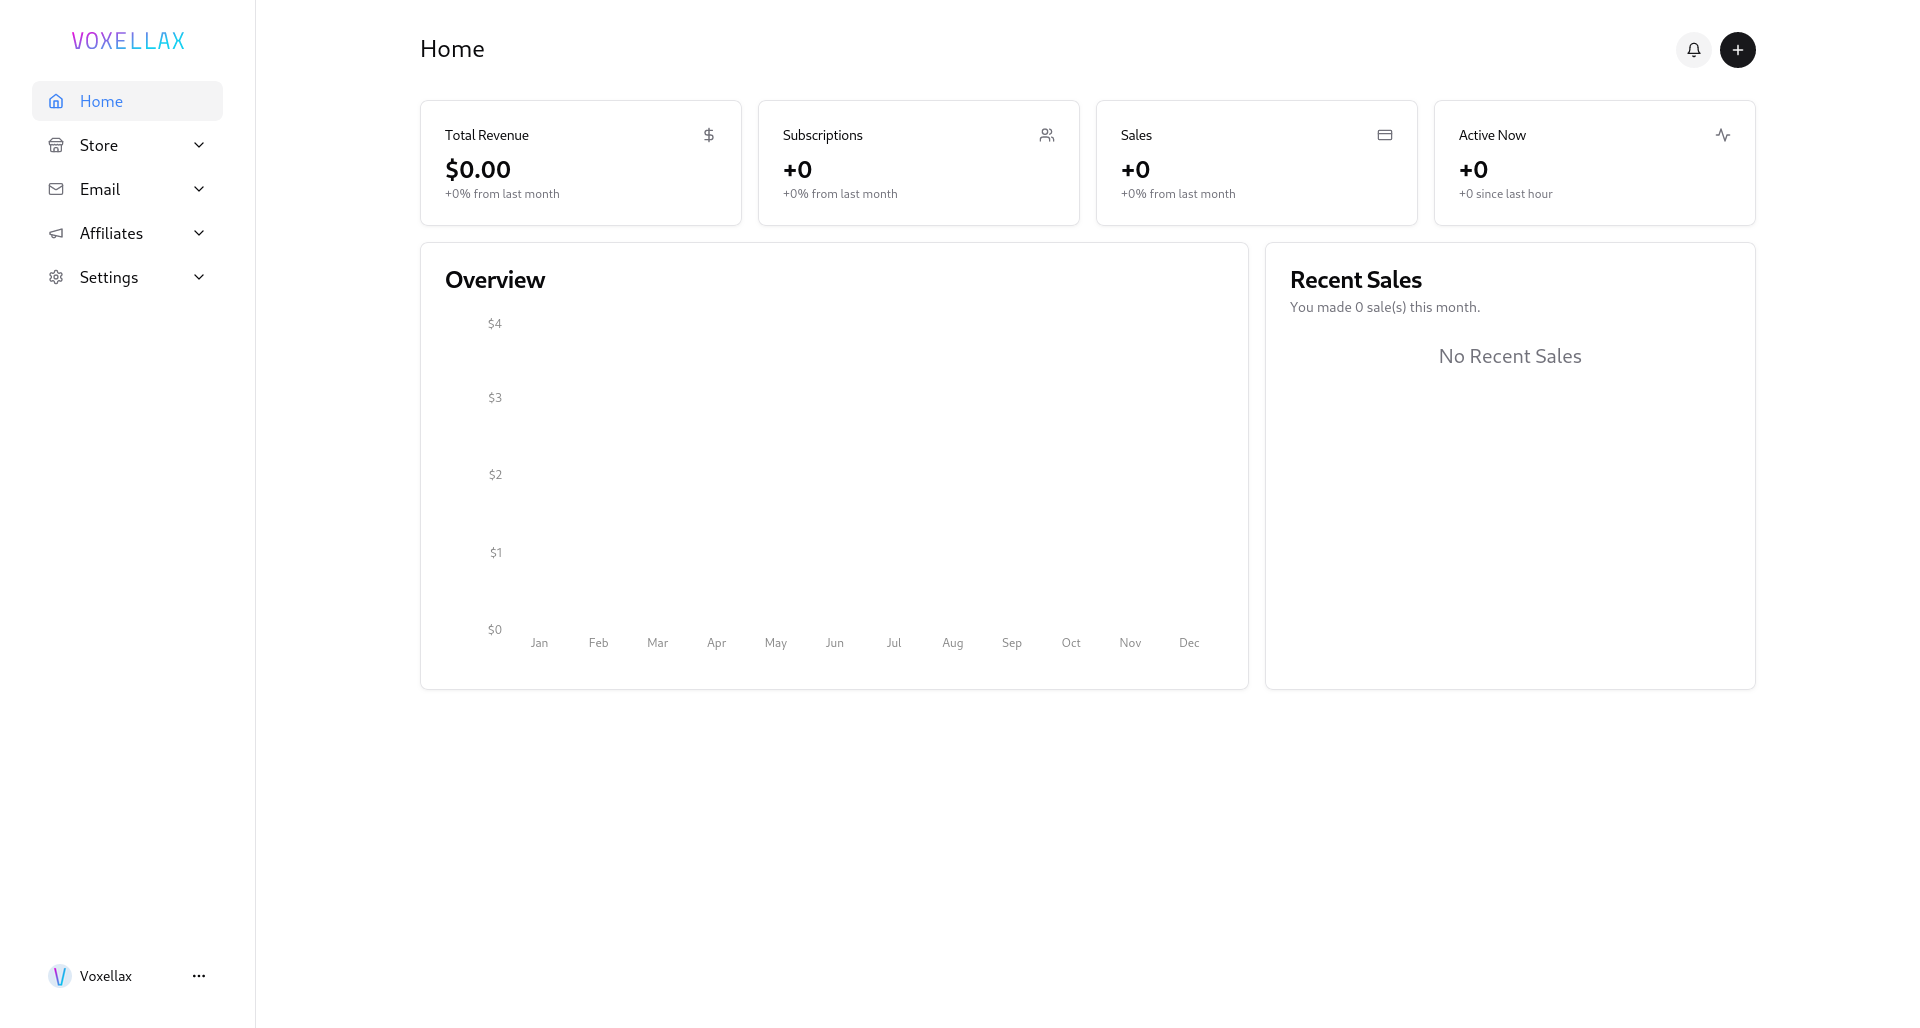 VOXELLAX
Home
Store
Email
Affiliates
Settings
Voxellax
Home
Total Revenue
$0.00
+0% from last month
Subscriptions
+0
+0% from last month
Sales
+0
+0% from last month
Active Now
+0
+0 since last hour
Overview
$4
$3
$2
$1
$0
Jan Feb Mar Apr May Jun Jul Aug Sep Oct Nov Dec
Recent Sales
You made 0 sale(s) this month.
No Recent Sales